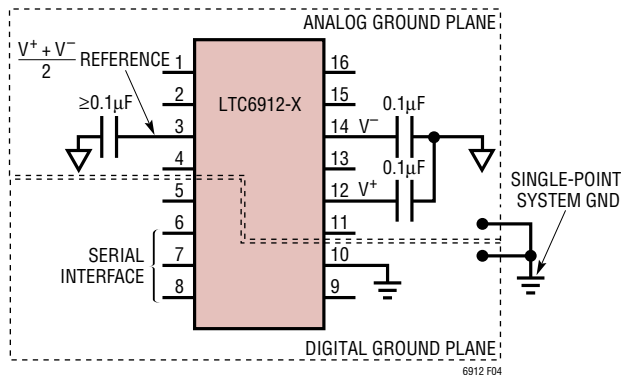 ANALOG GROUND PLANE
V+ + V−
2
REFERENCE
≥0.1µF
LTC6912-X
1
2
3
4
5
6
7
8
16
15
14
13
12
11
10
9
V−
0.1µF
V+
0.1µF
SINGLE-POINT
SYSTEM GND
SERIAL
INTERFACE
DIGITAL GROUND PLANE
6912 F04